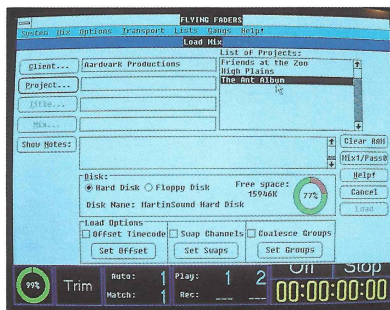 FLYING FADERS
System Mix Options Transport Lists Gangs Help!
Load Mix
List of Projects:
Client... Aardvark Productions
Friends at the Zoo
High Plains
The Ant Album
Project...
Title...
Mix...
Show Notes:
Clear RAM
Mix1/Pass0
Help!
Cancel
Load
Disk:
Hard Disk Floppy Disk
Free space:
15946K
77%
Disk Name: MartinSound Hard Disk
Load Options
Offset Timecode Swap Channels Coalesce Groups
Set Offset Set Swaps Set Groups
99% Trim
Auto: 1 Play: 1 2
Match: 1 Rec: ___ ___
Off Stop
00:00:00:00